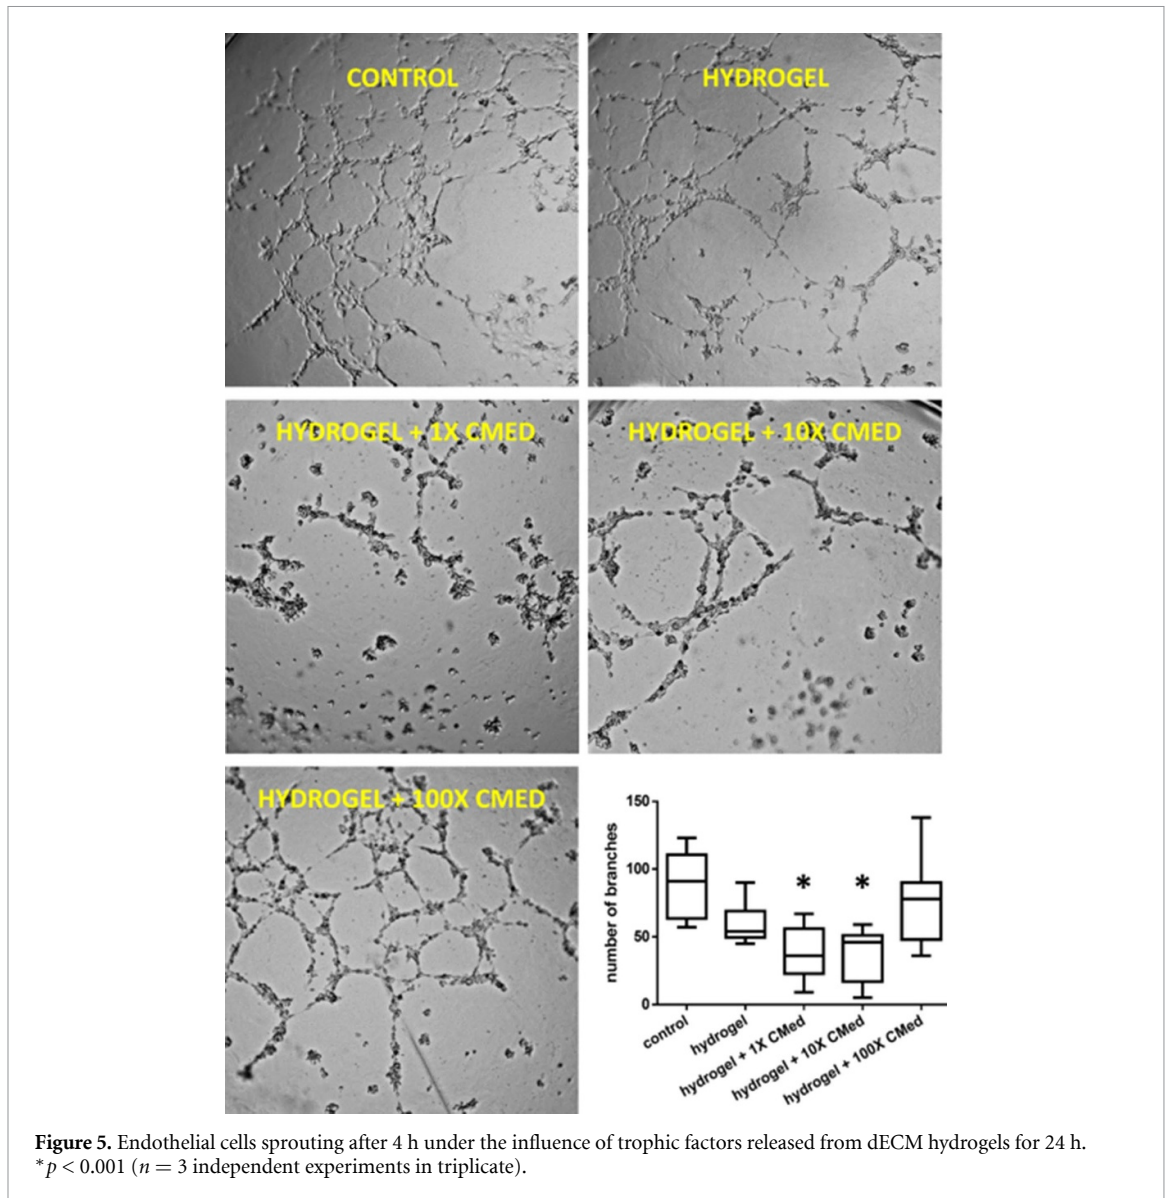 CONTROL
HYDROGEL
HYDROGEL + 1X CMED
HYDROGEL + 10X CMED
HYDROGEL + 100X CMED
number of branches
150
100
50
0
*
*
control
hydrogel
hydrogel + 1X CMed
hydrogel + 10X CMed
hydrogel + 100X CMed
Figure 5. Endothelial cells sprouting after 4 h under the influence of trophic factors released from dECM hydrogels for 24 h.
*p < 0.001 (n = 3 independent experiments in triplicate).